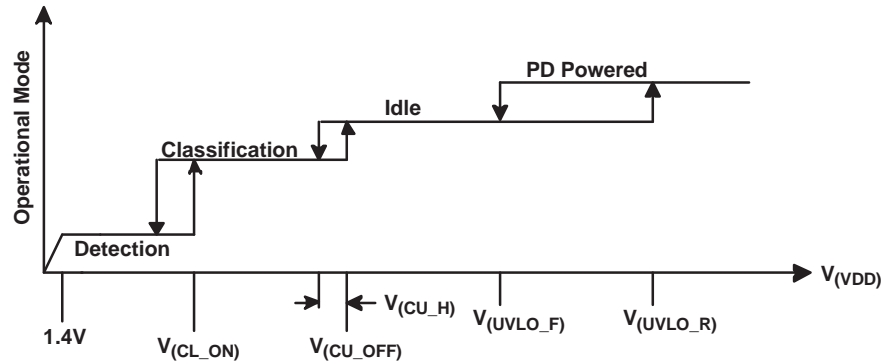 Operational Mode
PD Powered
Idle
Classification
Detection
V(VDD)
V(CU_H)
1.4V
V(CL_ON)
V(CU_OFF)
V(UVLO_F)
V(UVLO_R)